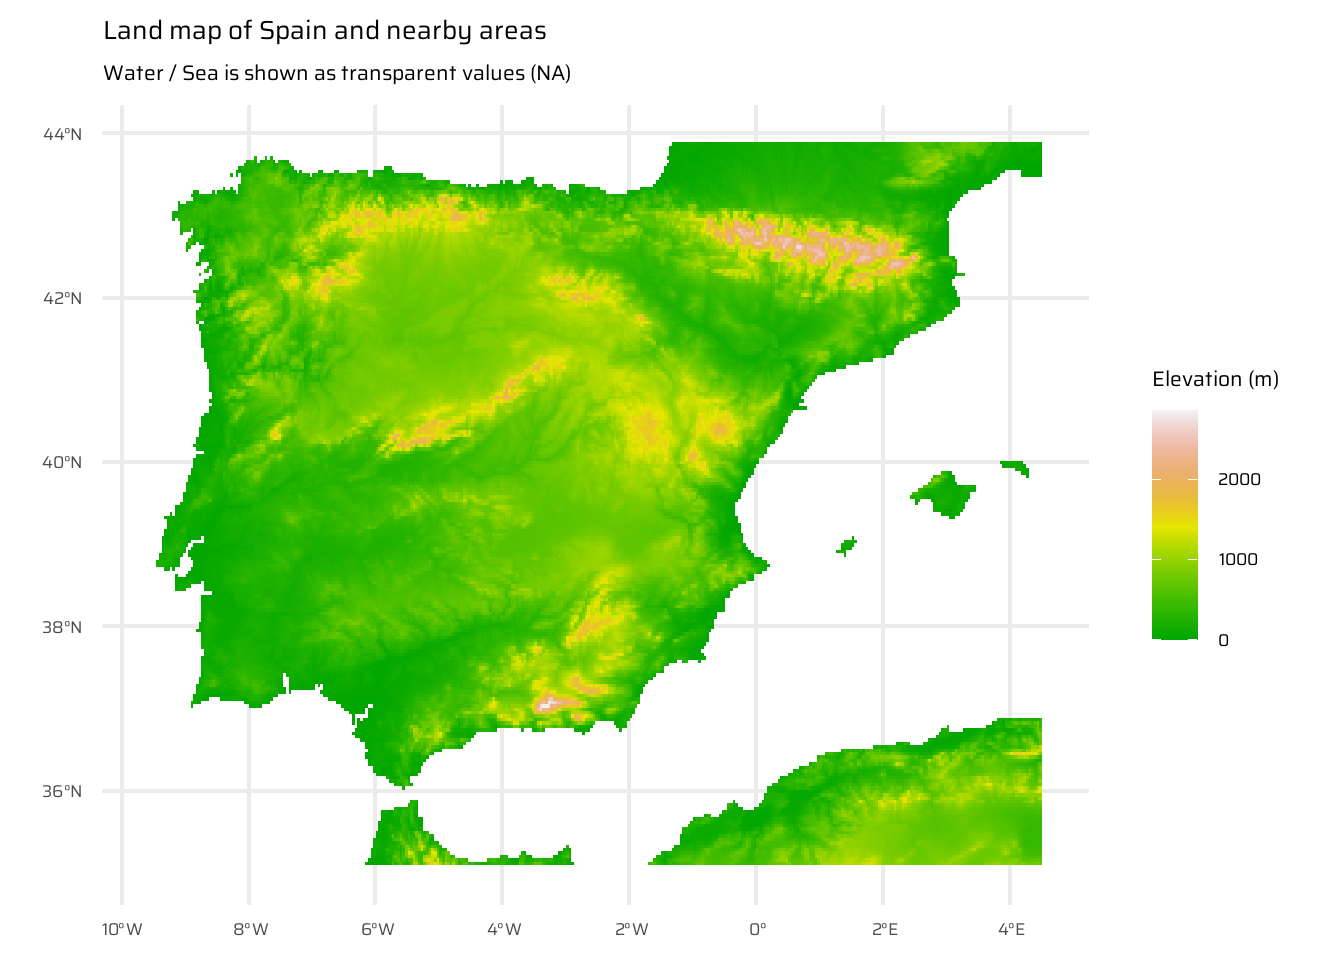 Land map of Spain and nearby areas
Water / Sea is shown as transparent values (NA)
44°N
42°N
40°N
38°N
36°N
10°W
8°W
6°W
4°W
2°W
0°
2°E
4°E
Elevation (m)
2000
1000
0